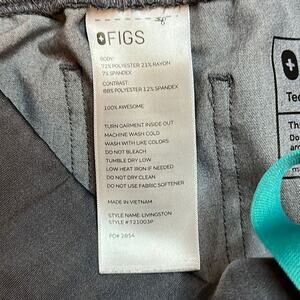 FIGS
BODY:
72% POLYESTER 21% RAYON
7% SPANDEX
CONTRAST:
88% POLYESTER 12% SPANDEX
100% AWESOME
TURN GARMENT INSIDE OUT
MACHINE WASH COLD
WASH WITH LIKE COLORS
DO NOT BLEACH
TUMBLE DRY LOW
LOW HEAT IRON IF NEEDED
DO NOT DRY CLEAN
DO NOT USE FABRIC SOFTENER
MADE IN VIETNAM
STYLE NAME: LIVINGSTON
STYLE #:T21003P
PO# 2854
Tec
Th